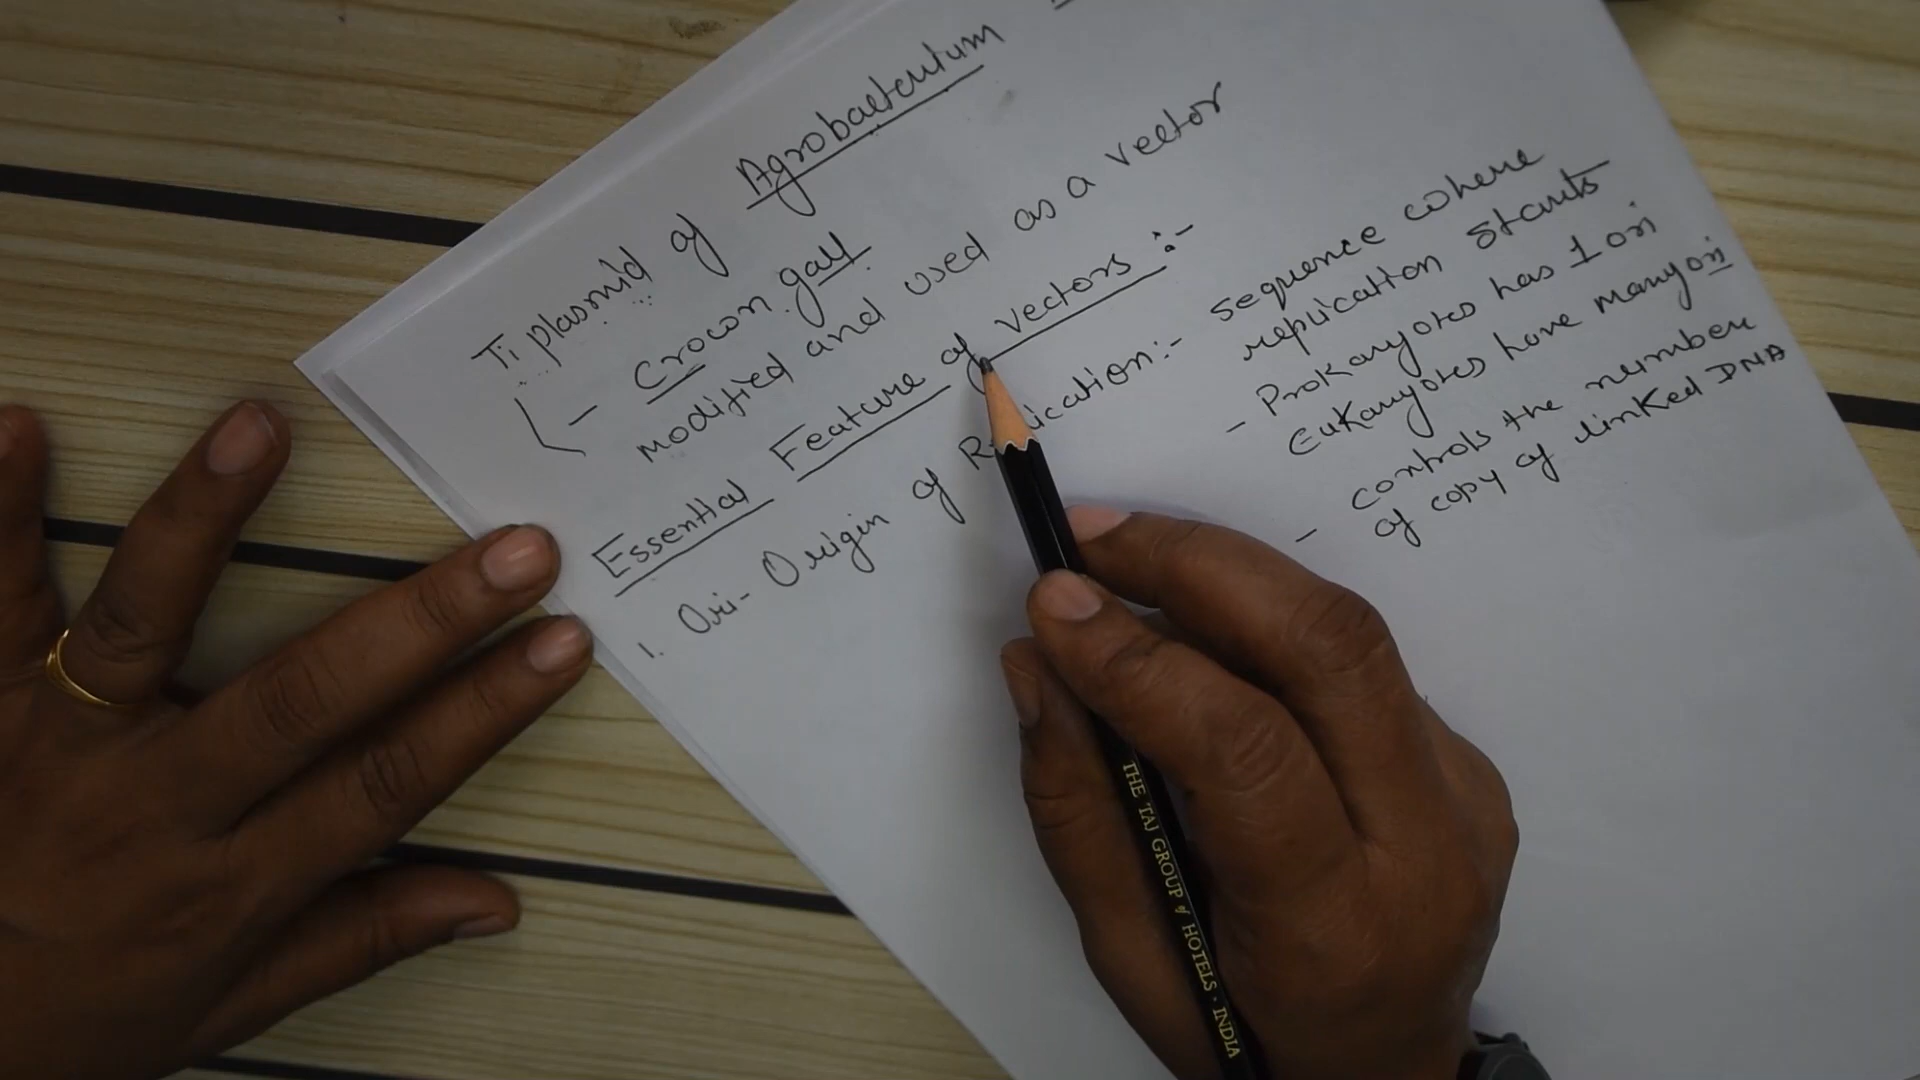 Ti plasmid of Agrobacterium
- Crown gall
modified and used as a vector
Essential Feature of vectors :-
1. Ori - Origin of Replication :- sequence where
replication starts
- Prokaryotes has 1 ori
Eukaryotes have many ori
- controls the number
of copy of linked DNA
THE TAJ GROUP of HOTELS · INDIA